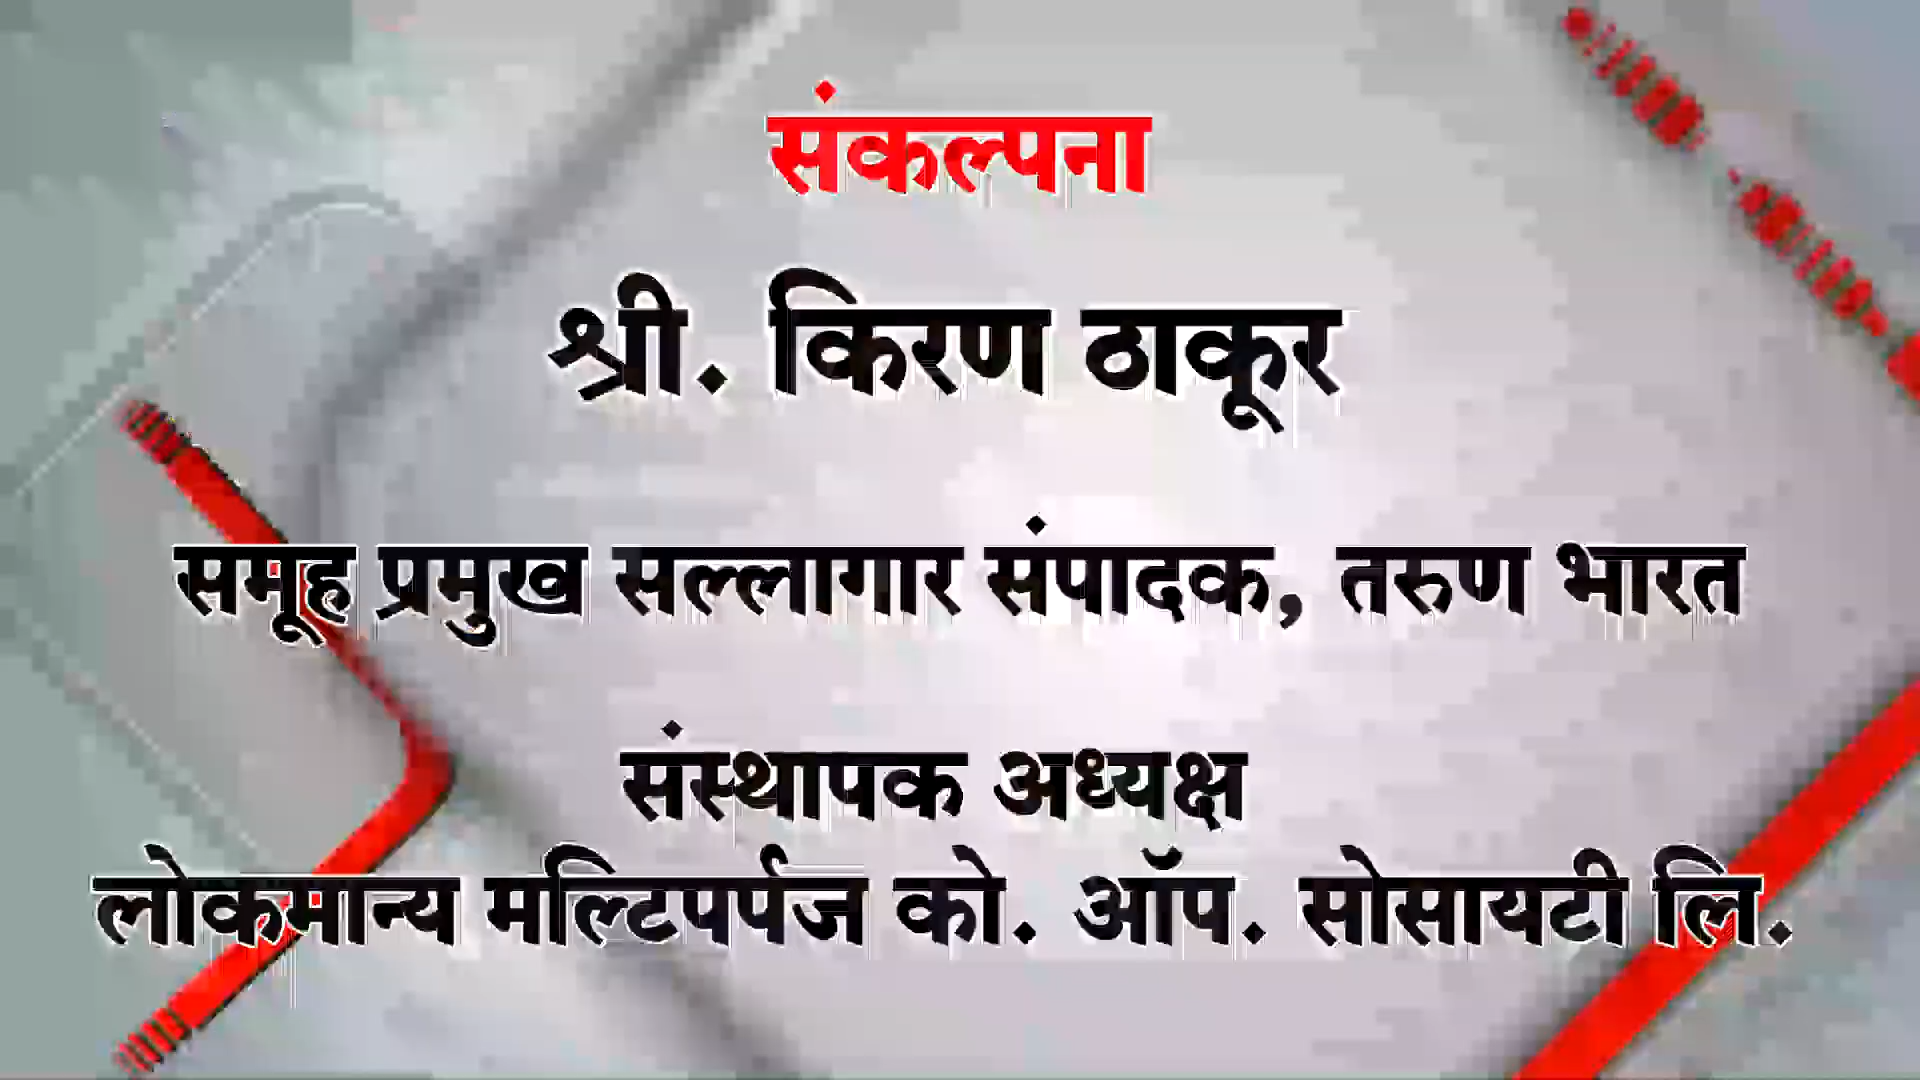 संकल्पना
श्री. किरण ठाकूर
समूह प्रमुख सल्लागार संपादक, तरुण भारत
संस्थापक अध्यक्ष
लोकमान्य मल्टिपर्पज को. ऑप. सोसायटी लि.